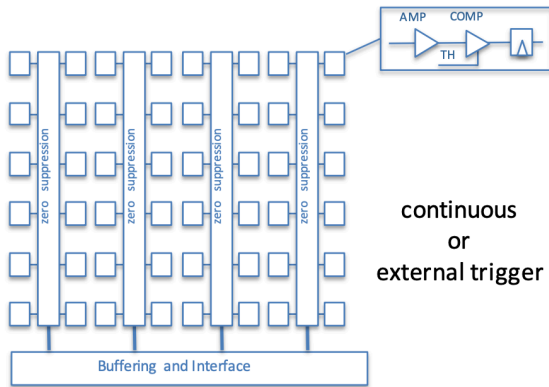 AMP COMP
TH
zero suppression
zero suppression
zero suppression
zero suppression
continuous
or
external trigger
Buffering and Interface